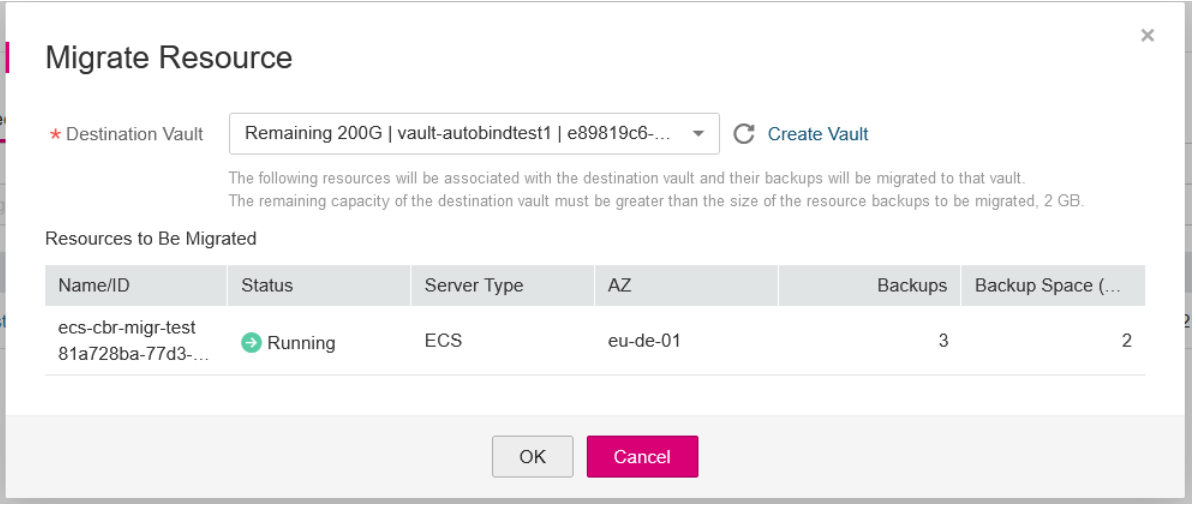 Migrate Resource
* Destination Vault Remaining 200G | vault-autobindtest1 | e89819c6-... Create Vault
The following resources will be associated with the destination vault and their backups will be migrated to that vault.
The remaining capacity of the destination vault must be greater than the size of the resource backups to be migrated, 2 GB.
Resources to Be Migrated
Name/ID Status Server Type AZ Backups Backup Space (...
ecs-cbr-migr-test
81a728ba-77d3-... Running ECS eu-de-01 3 2
OK Cancel